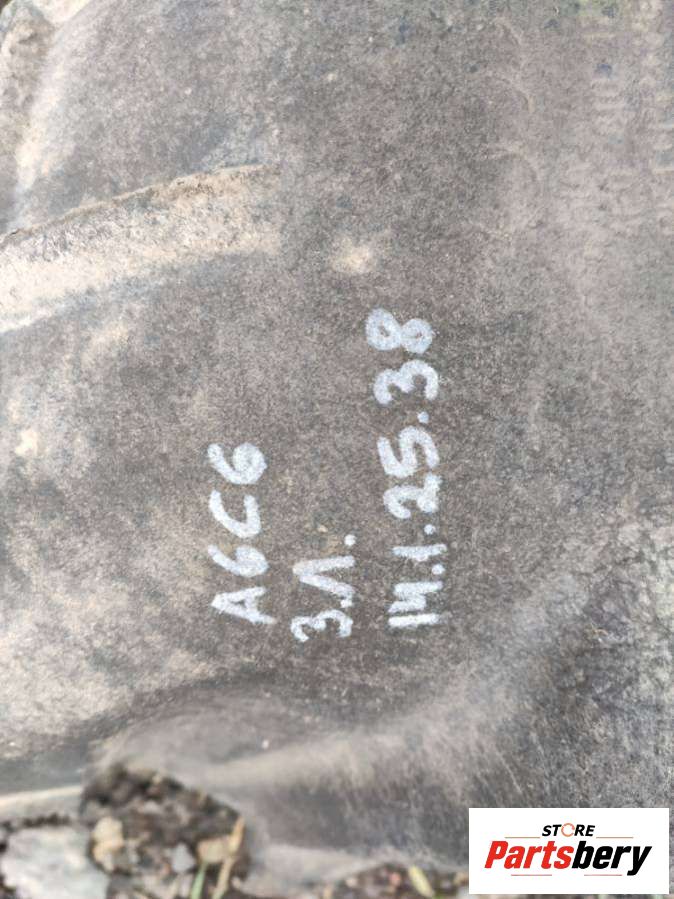 A6C6
З.Л.
14.1.25.38
STORE
Partsbery